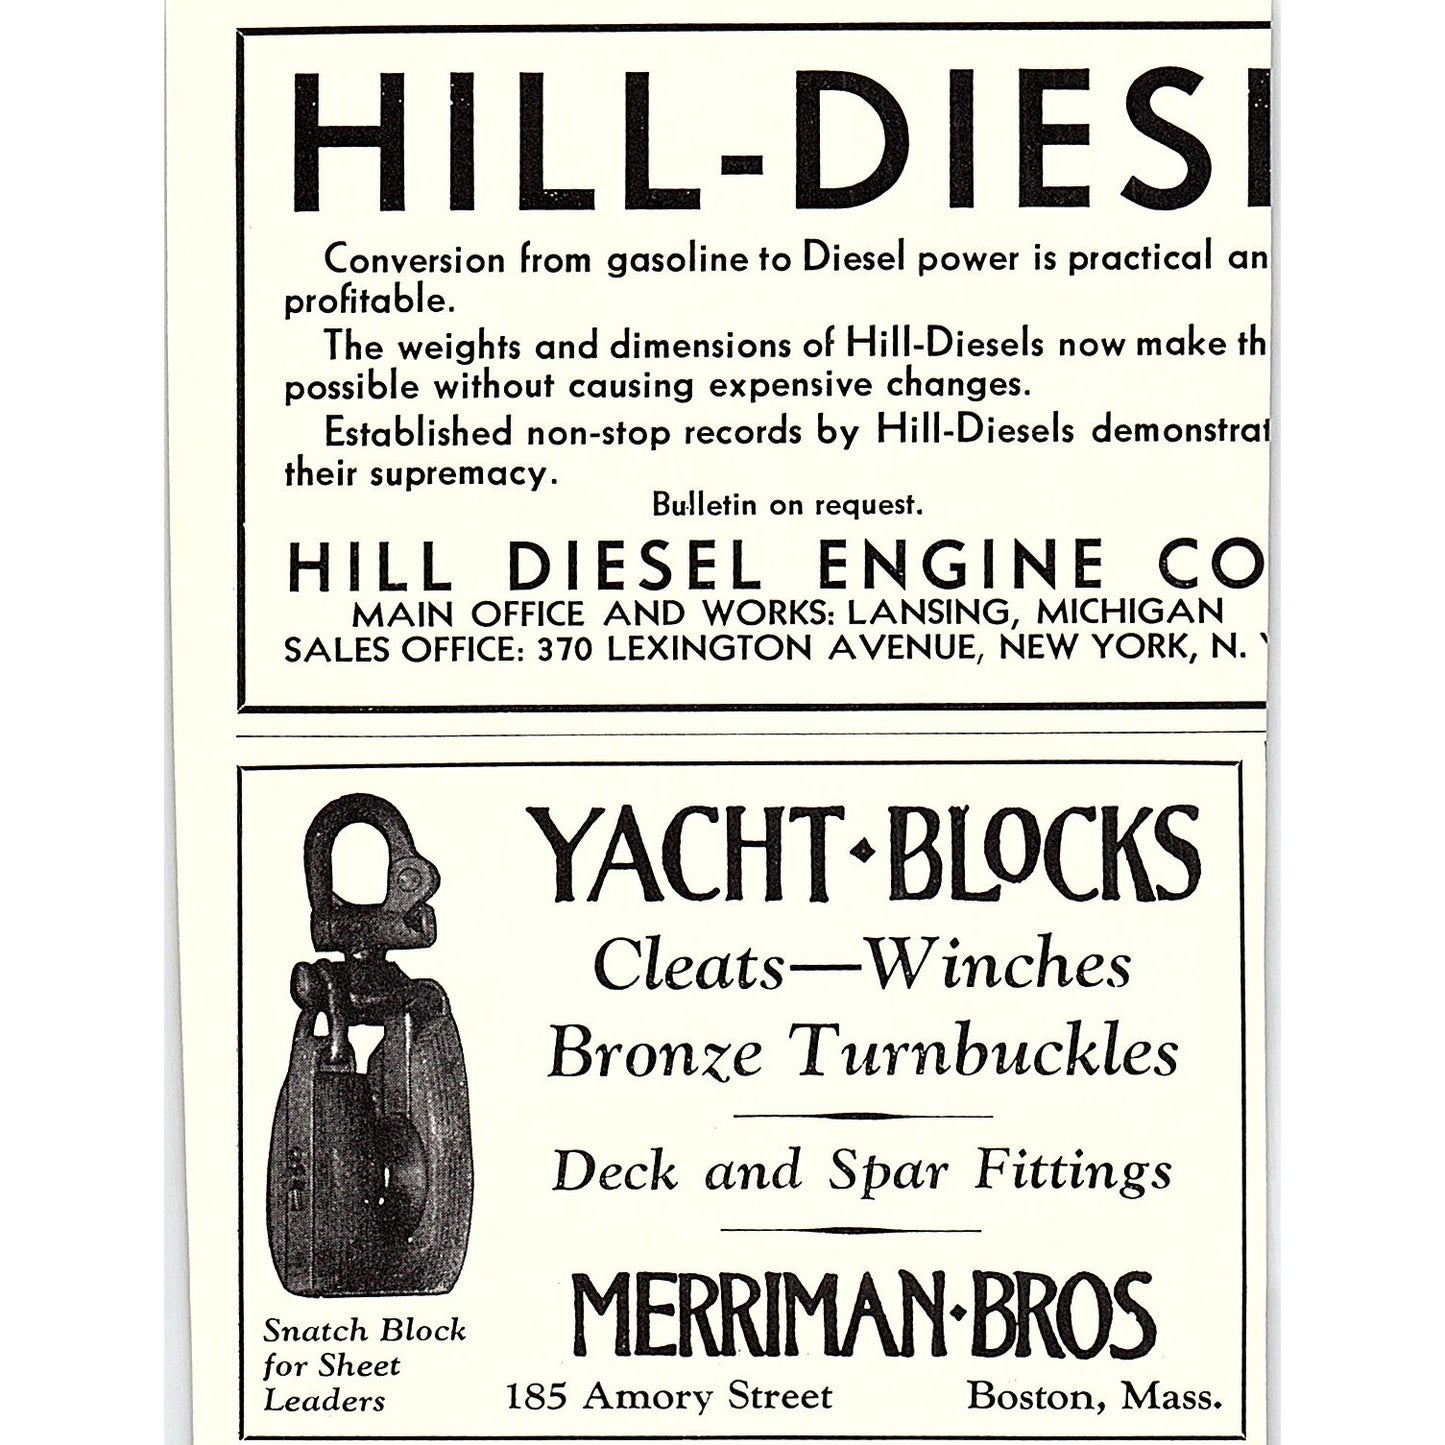 HILL-DIESE
Conversion from gasoline to Diesel power is practical an
profitable.
The weights and dimensions of Hill-Diesels now make th
possible without causing expensive changes.
Established non-stop records by Hill-Diesels demonstrat
their supremacy.
Bulletin on request.
HILL DIESEL ENGINE CO
MAIN OFFICE AND WORKS: LANSING, MICHIGAN
SALES OFFICE: 370 LEXINGTON AVENUE, NEW YORK, N. Y
YACHT·BLOCKS
Cleats—Winches
Bronze Turnbuckles
Deck and Spar Fittings
MERRIMAN·BROS
185 Amory Street Boston, Mass.
Snatch Block
for Sheet
Leaders